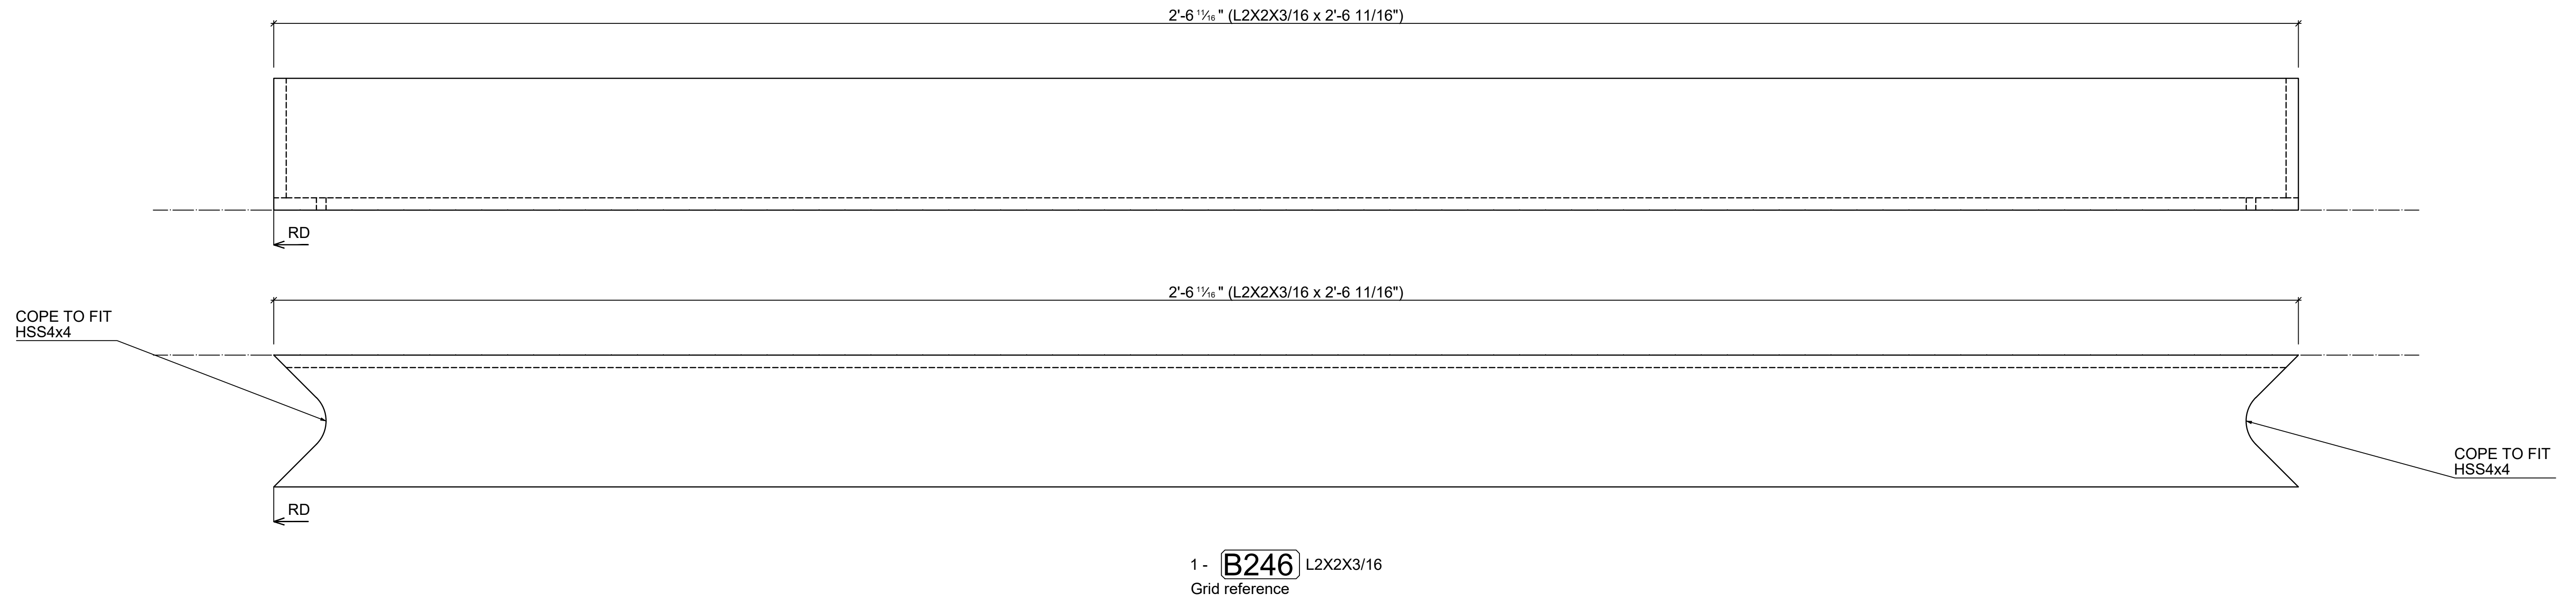 2'-6 11/16 " (L2X2X3/16 x 2'-6 11/16")
RD
2'-6 11/16 " (L2X2X3/16 x 2'-6 11/16")
COPE TO FIT
HSS4x4
COPE TO FIT
HSS4x4
RD
1 - B246 L2X2X3/16
Grid reference